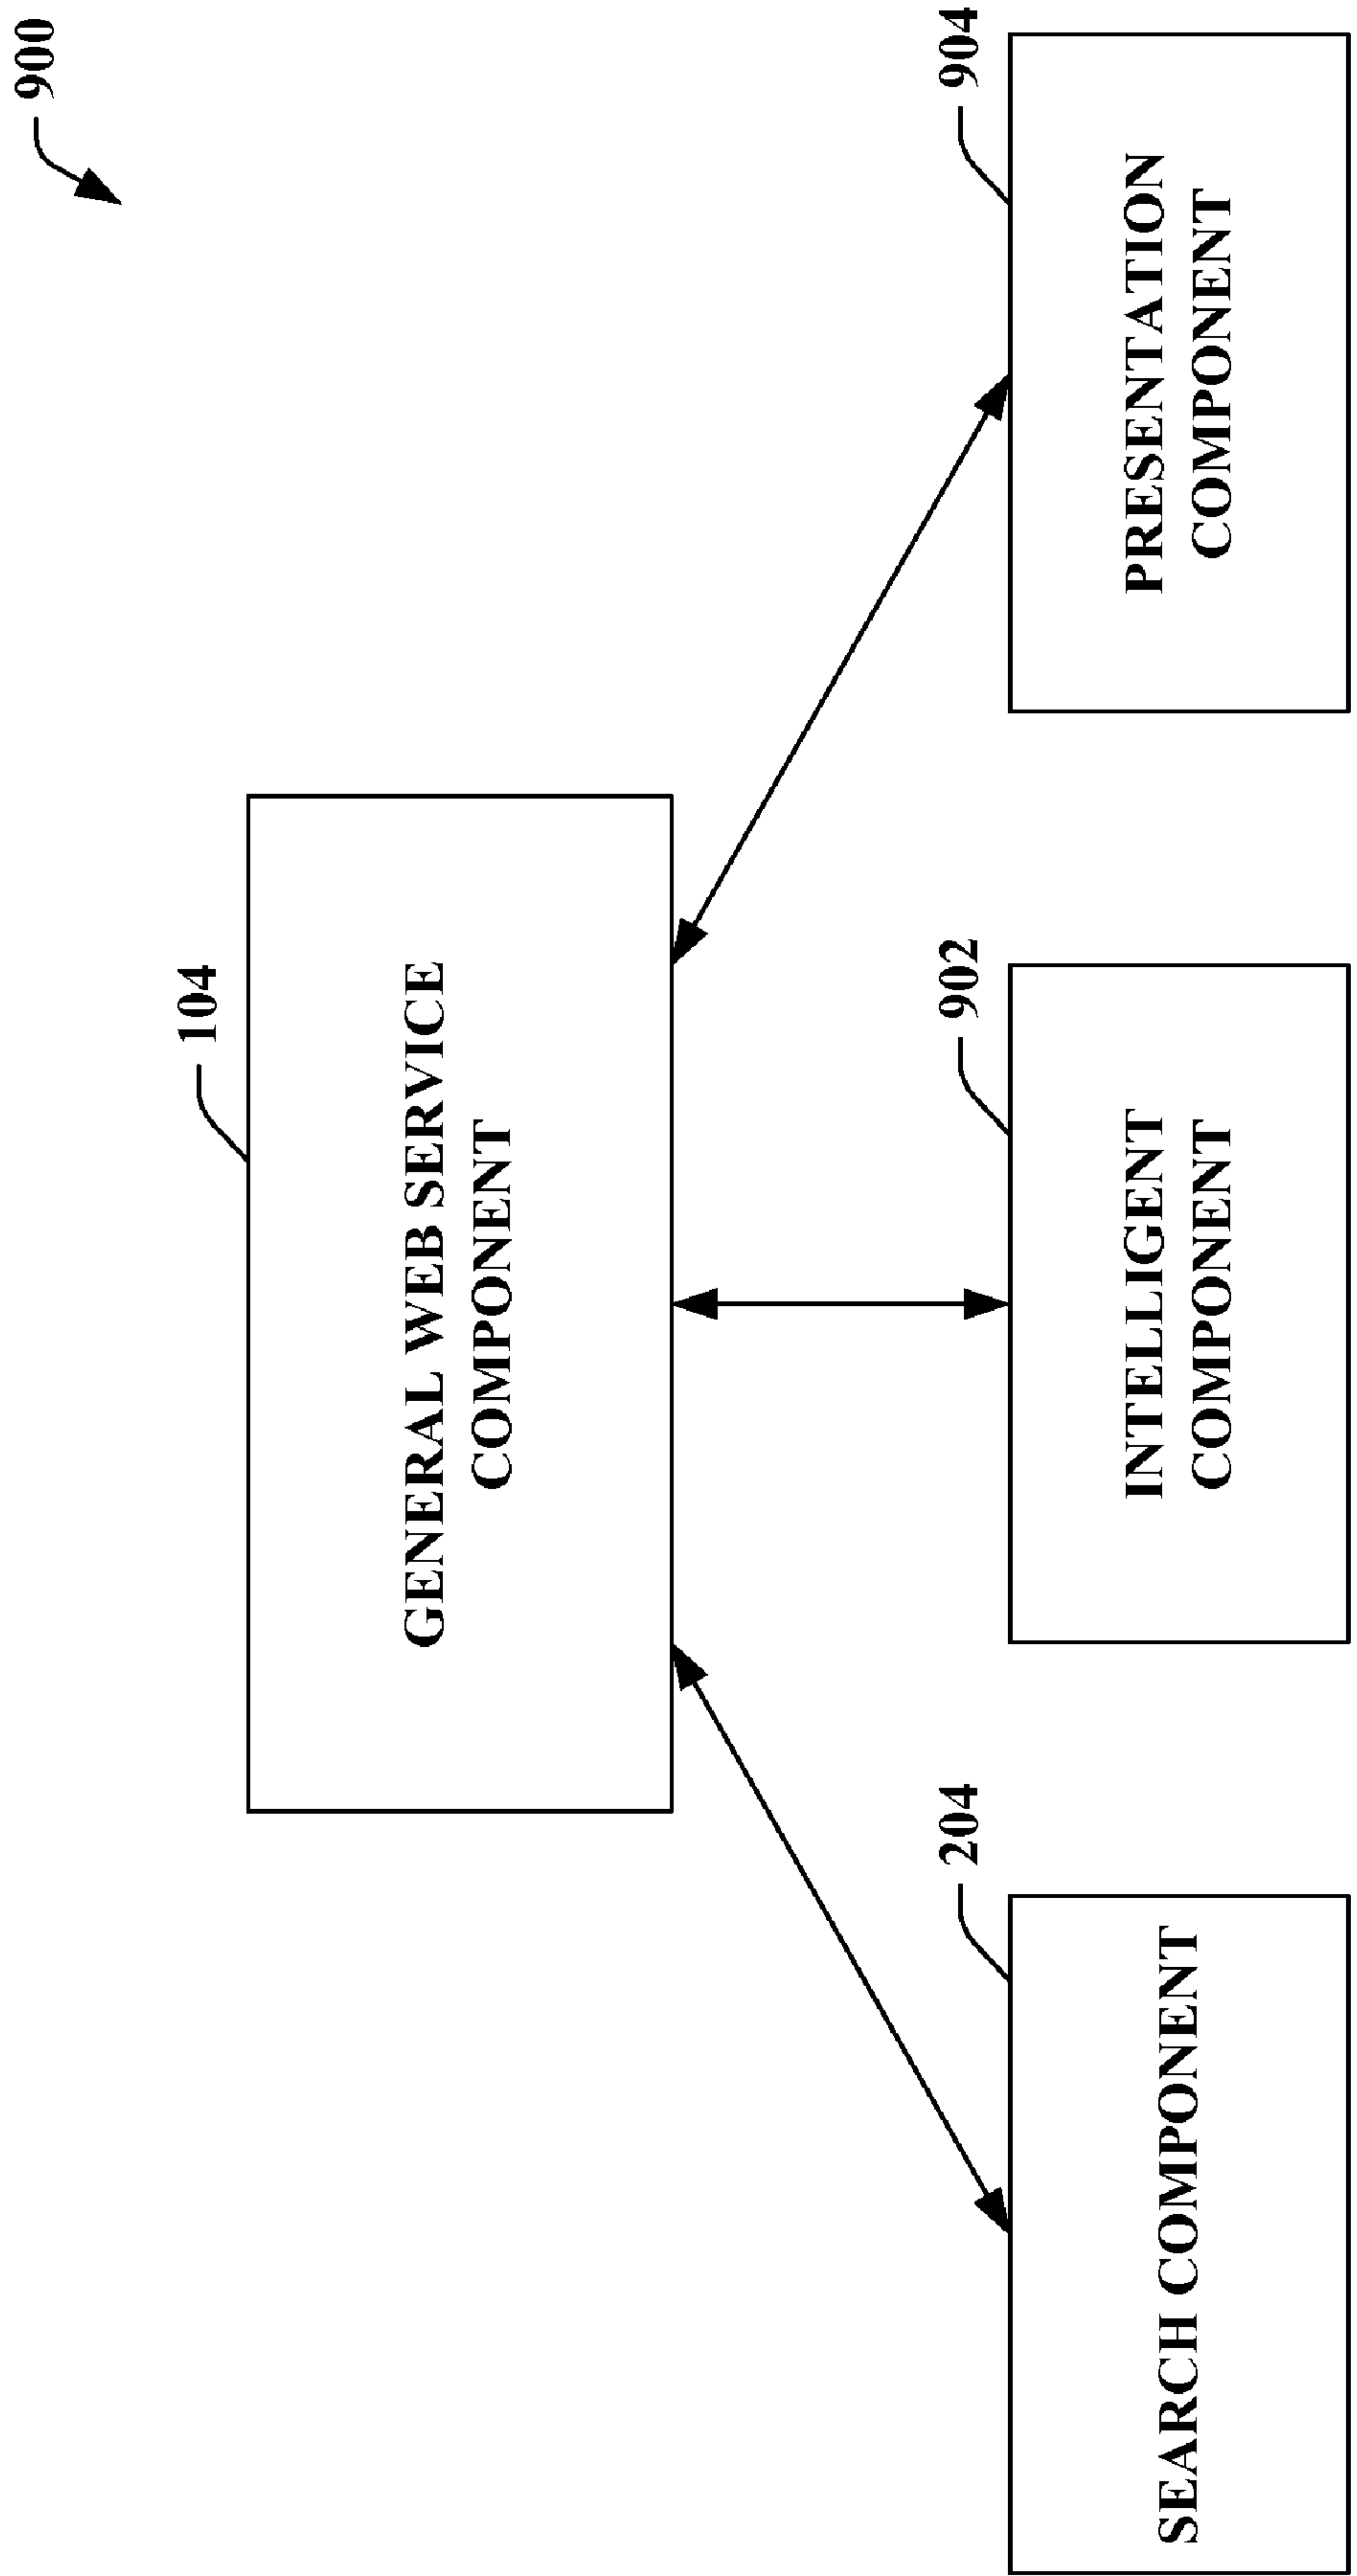 900
104
GENERAL WEB SERVICE
COMPONENT
204
SEARCH COMPONENT
902
INTELLIGENT
COMPONENT
904
PRESENTATION
COMPONENT